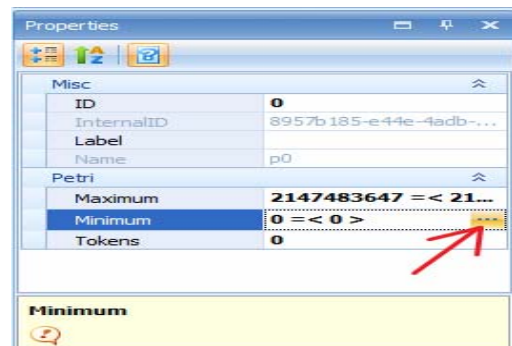 Properties
Misc
ID 0
InternalID 8957b185-e44e-4adb-...
Label
Name p0
Petri
Maximum 2147483647 =< 21...
Minimum 0 =< 0 > ...
Tokens 0
Minimum